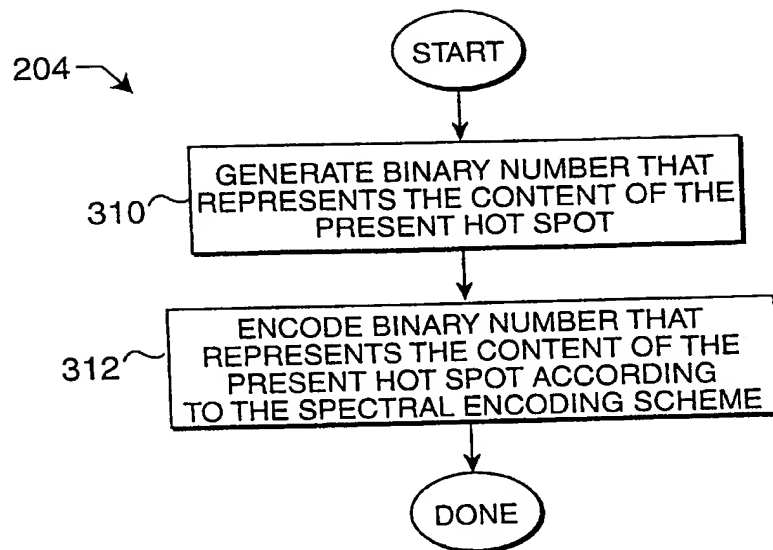 204
START
310
GENERATE BINARY NUMBER THAT
REPRESENTS THE CONTENT OF THE
PRESENT HOT SPOT
312
ENCODE BINARY NUMBER THAT
REPRESENTS THE CONTENT OF THE
PRESENT HOT SPOT ACCORDING
TO THE SPECTRAL ENCODING SCHEME
DONE